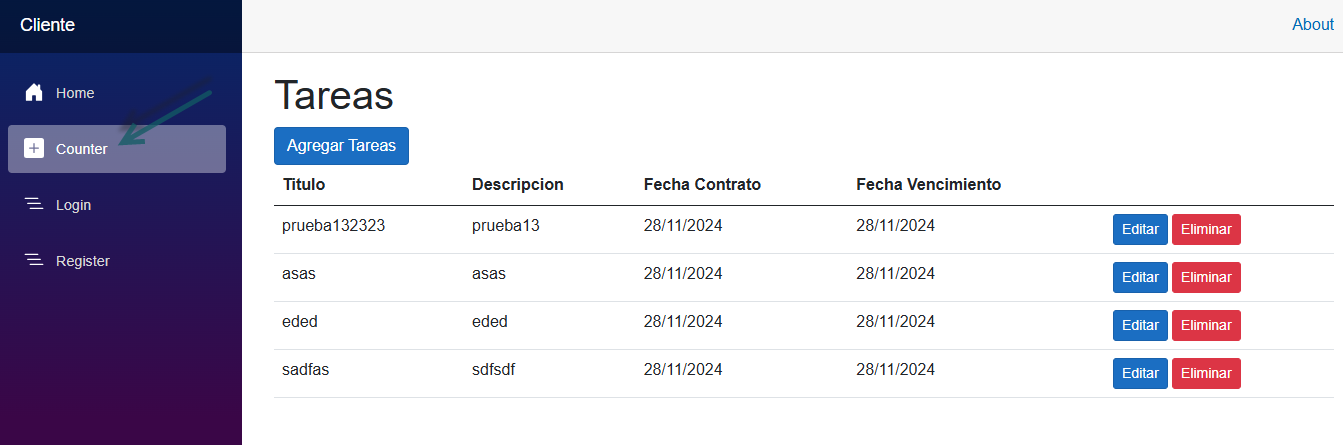 Cliente
About
Home
Counter
Login
Register
Tareas
Agregar Tareas
Titulo Descripcion Fecha Contrato Fecha Vencimiento
prueba132323 prueba13 28/11/2024 28/11/2024 Editar Eliminar
asas asas 28/11/2024 28/11/2024 Editar Eliminar
eded eded 28/11/2024 28/11/2024 Editar Eliminar
sadfas sdfsdf 28/11/2024 28/11/2024 Editar Eliminar